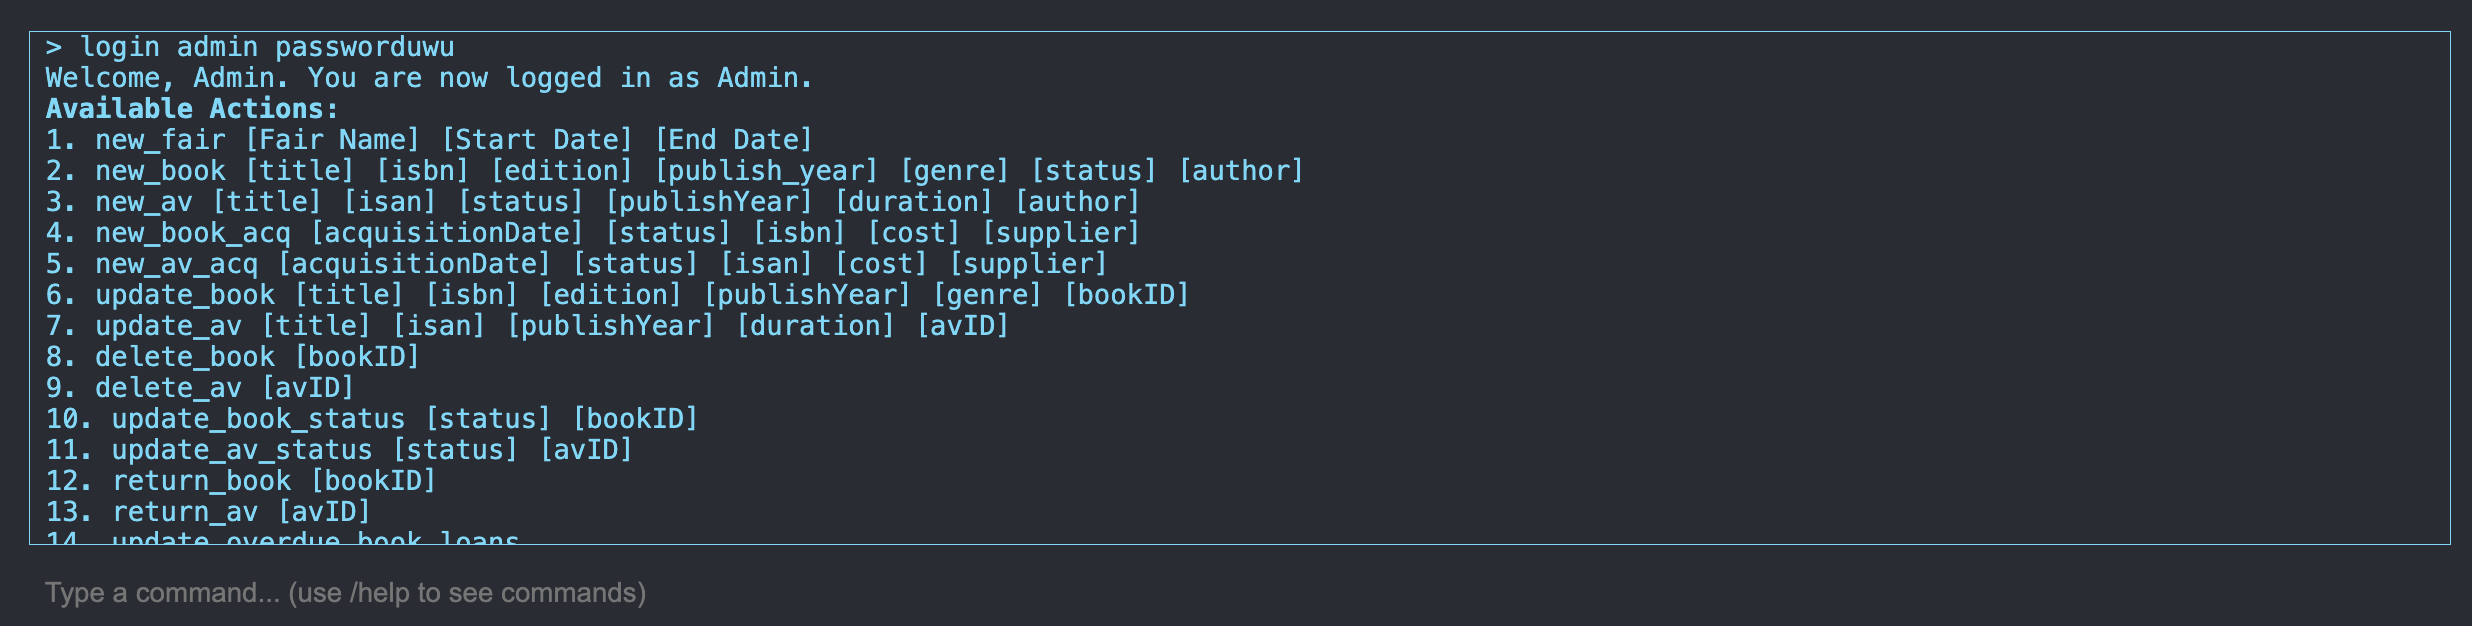 > login admin passworduwu
Welcome, Admin. You are now logged in as Admin.
Available Actions:
1. new_fair [Fair Name] [Start Date] [End Date]
2. new_book [title] [isbn] [edition] [publish_year] [genre] [status] [author]
3. new_av [title] [isan] [status] [publishYear] [duration] [author]
4. new_book_acq [acquisitionDate] [status] [isbn] [cost] [supplier]
5. new_av_acq [acquisitionDate] [status] [isan] [cost] [supplier]
6. update_book [title] [isbn] [edition] [publishYear] [genre] [bookID]
7. update_av [title] [isan] [publishYear] [duration] [avID]
8. delete_book [bookID]
9. delete_av [avID]
10. update_book_status [status] [bookID]
11. update_av_status [status] [avID]
12. return_book [bookID]
13. return_av [avID]
14. update_overdue_book_loans
Type a command... (use /help to see commands)